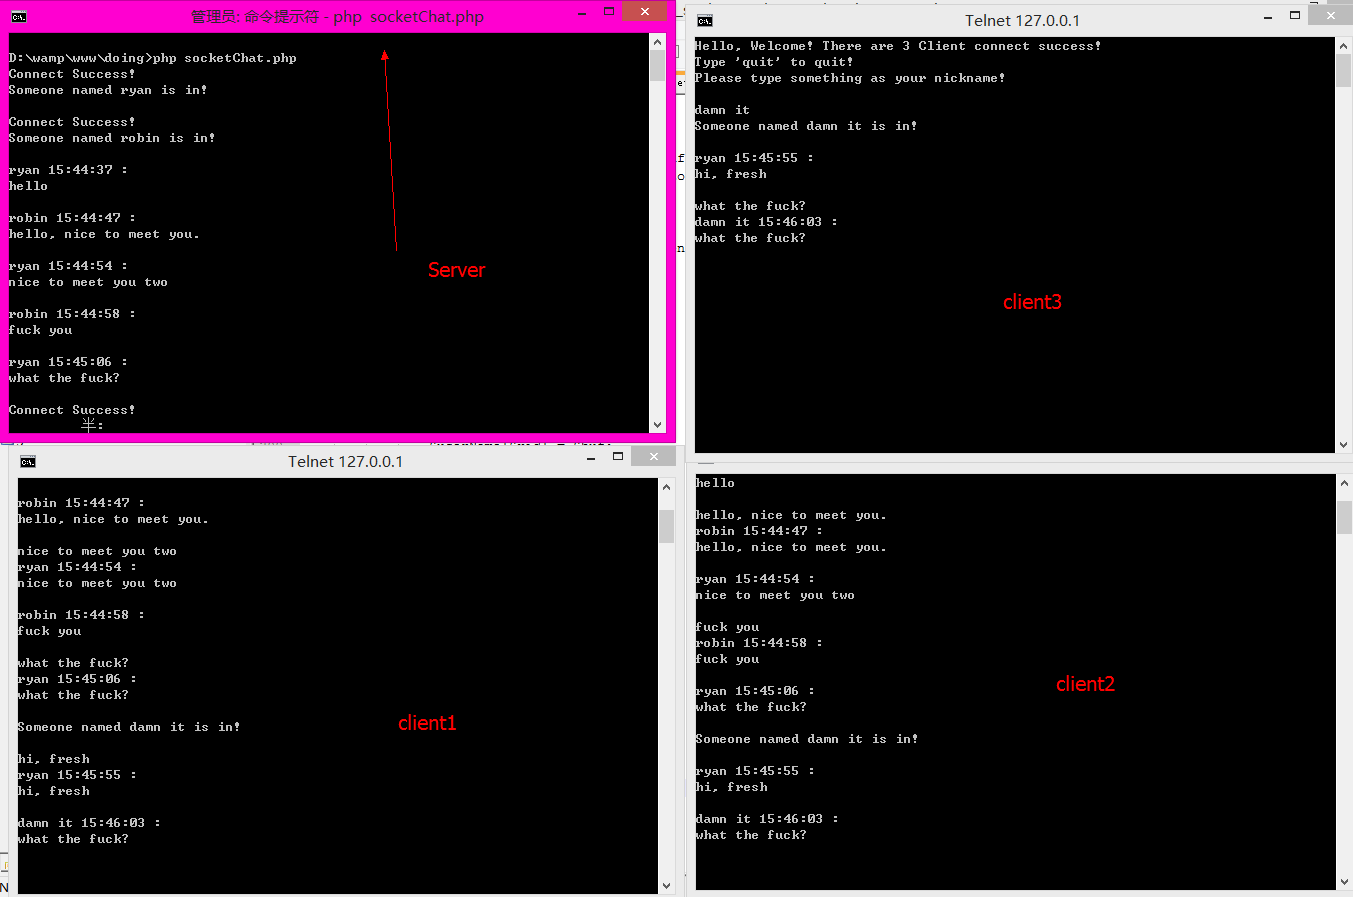 管理员: 命令提示符 - php socketChat.php
D:\wamp\www\doing>php socketChat.php
Connect Success!
Someone named ryan is in!
Connect Success!
Someone named robin is in!
ryan 15:44:37 :
hello
robin 15:44:47 :
hello, nice to meet you.
ryan 15:44:54 :
nice to meet you two
robin 15:44:58 :
fuck you
ryan 15:45:06 :
what the fuck?
Connect Success!
半:
Server
Telnet 127.0.0.1
Hello, Welcome! There are 3 Client connect success!
Type 'quit' to quit!
Please type something as your nickname!
damn it
Someone named damn it is in!
ryan 15:45:55 :
hi, fresh
what the fuck?
damn it 15:46:03 :
what the fuck?
client3
Telnet 127.0.0.1
robin 15:44:47 :
hello, nice to meet you.
nice to meet you two
ryan 15:44:54 :
nice to meet you two
robin 15:44:58 :
fuck you
what the fuck?
ryan 15:45:06 :
what the fuck?
Someone named damn it is in!
hi, fresh
ryan 15:45:55 :
hi, fresh
damn it 15:46:03 :
what the fuck?
client1
hello
hello, nice to meet you.
robin 15:44:47 :
hello, nice to meet you.
ryan 15:44:54 :
nice to meet you two
fuck you
robin 15:44:58 :
fuck you
ryan 15:45:06 :
what the fuck?
Someone named damn it is in!
ryan 15:45:55 :
hi, fresh
damn it 15:46:03 :
what the fuck?
client2